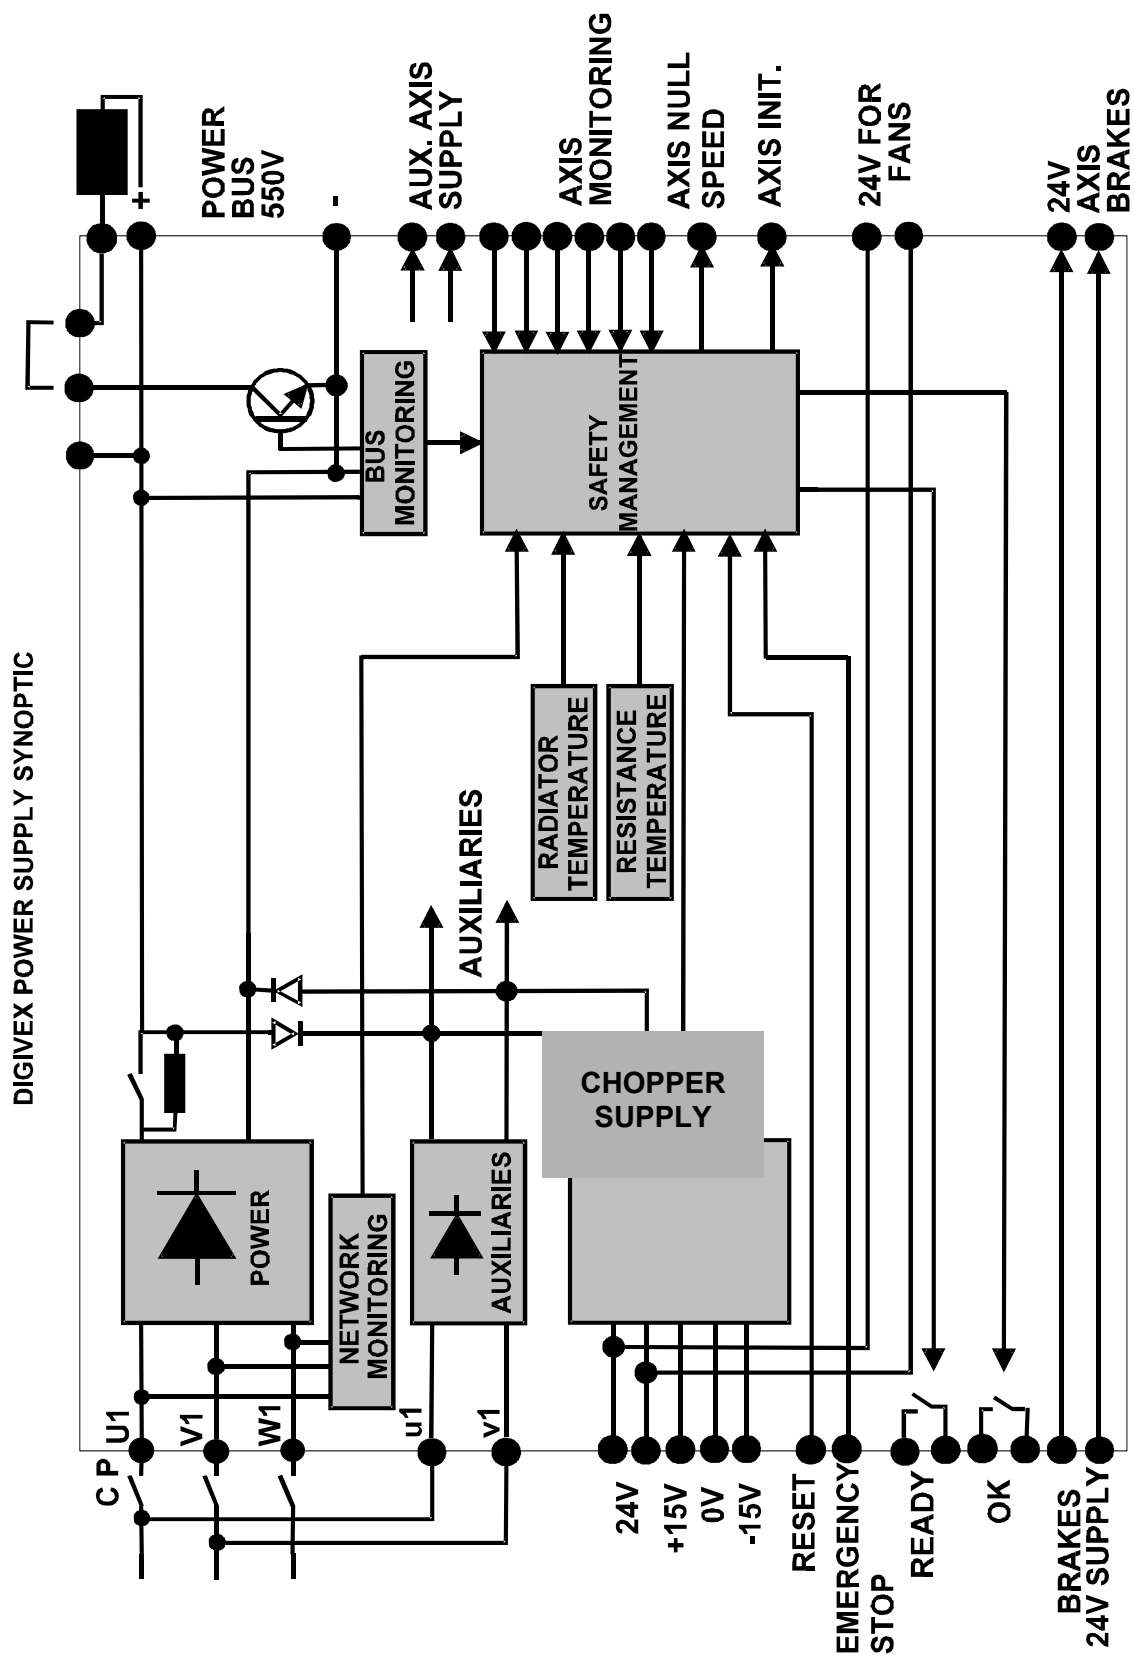 DIGIVEX POWER SUPPLY SYNOPTIC
+
POWER
BUS
550V
-
AUX. AXIS
SUPPLY
AXIS
MONITORING
AXIS NULL
SPEED
AXIS INIT.
24V FOR
FANS
24V
AXIS
BRAKES
BUS
MONITORING
SAFETY
MANAGEMENT
RADIATOR
TEMPERATURE
RESISTANCE
TEMPERATURE
AUXILIARIES
CHOPPER
SUPPLY
POWER
NETWORK
MONITORING
AUXILIARIES
C P
U1
V1
W1
u1
v1
24V
+15V
0V
-15V
RESET
EMERGENCY
STOP
READY
OK
BRAKES
24V SUPPLY